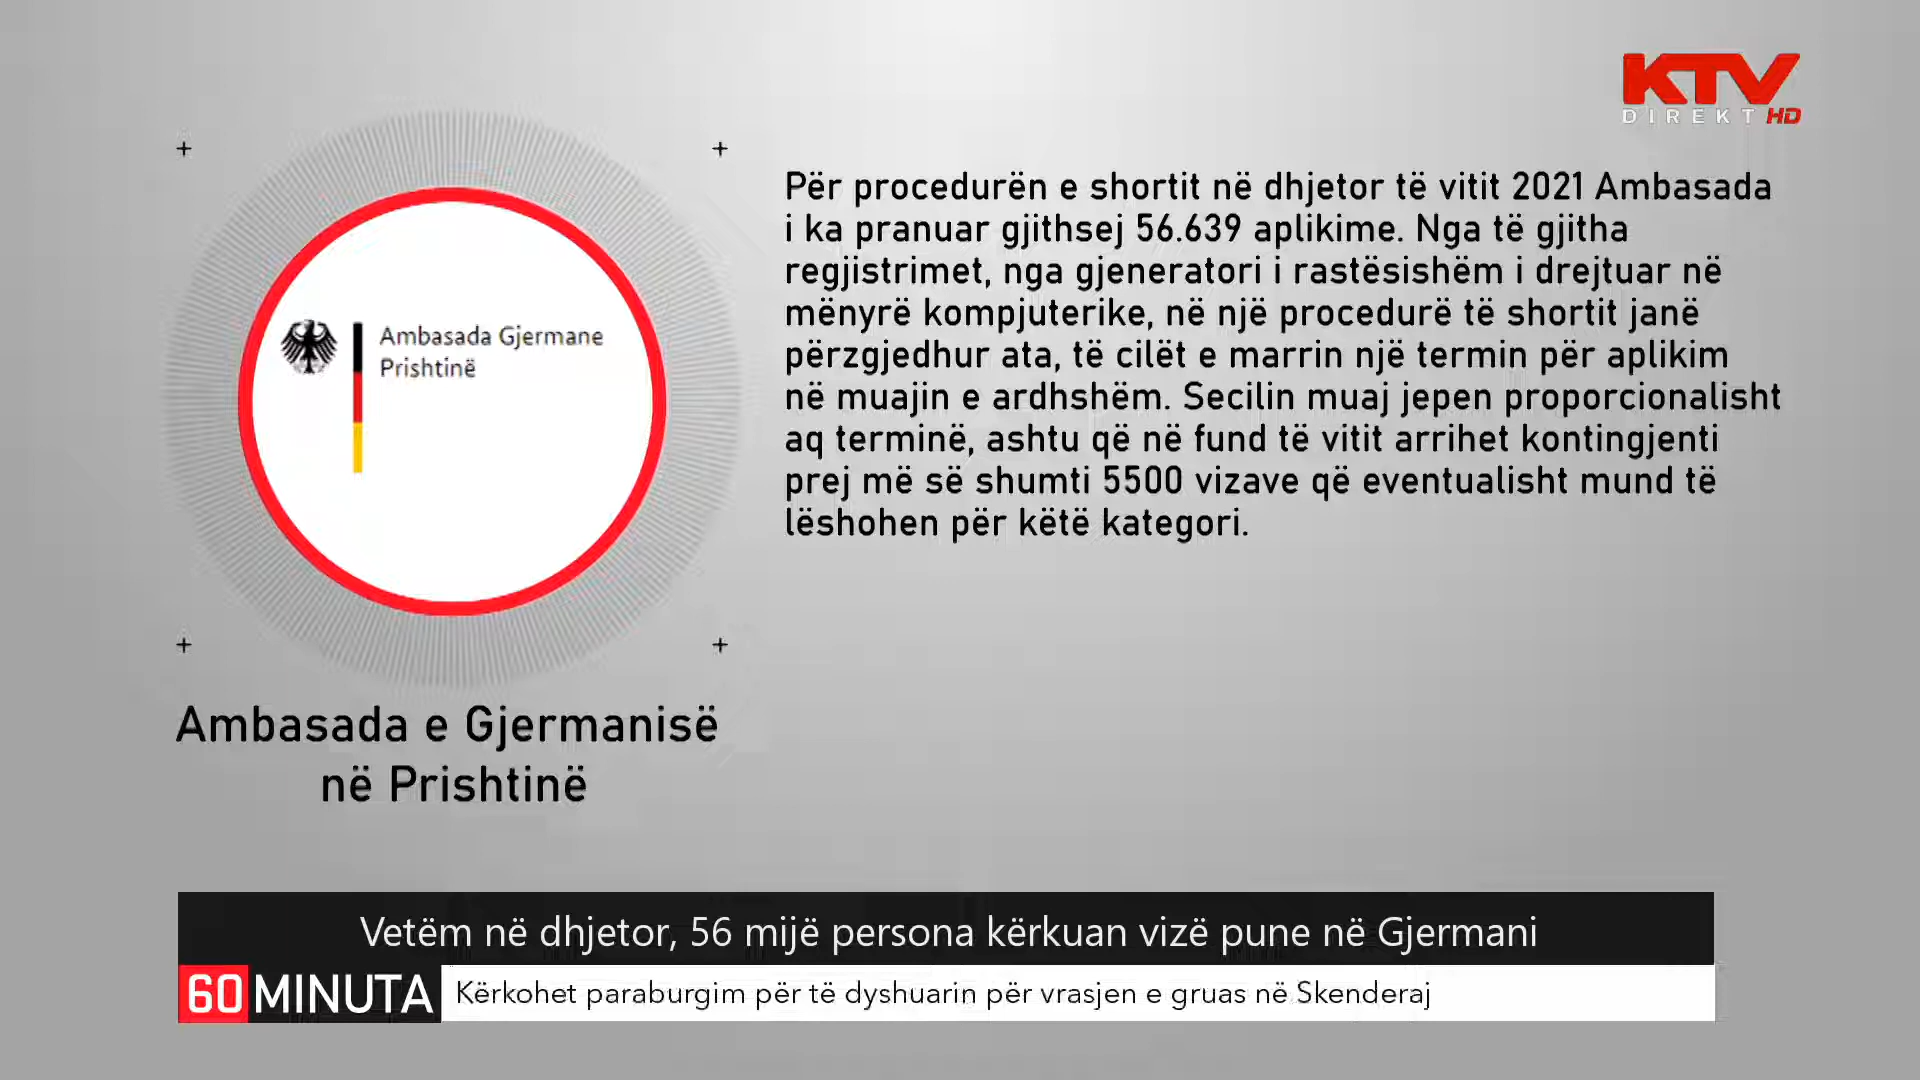 KTV
DIREKT HD
Për procedurën e shortit në dhjetor të vitit 2021 Ambasada
i ka pranuar gjithsej 56.639 aplikime. Nga të gjitha
regjistrimet, nga gjeneratori i rastësishëm i drejtuar në
mënyrë kompjuterike, në një procedurë të shortit janë
përzgjedhur ata, të cilët e marrin një termin për aplikim
në muajin e ardhshëm. Secilin muaj jepen proporcionalisht
aq terminë, ashtu që në fund të vitit arrihet kontingjenti
prej më së shumti 5500 vizave që eventualisht mund të
lëshohen për këtë kategori.
Ambasada Gjermane
Prishtinë
Ambasada e Gjermanisë
në Prishtinë
Vetëm në dhjetor, 56 mijë persona kërkuan vizë pune në Gjermani
60 MINUTA
Kërkohet paraburgim për të dyshuarin për vrasjen e gruas në Skenderaj